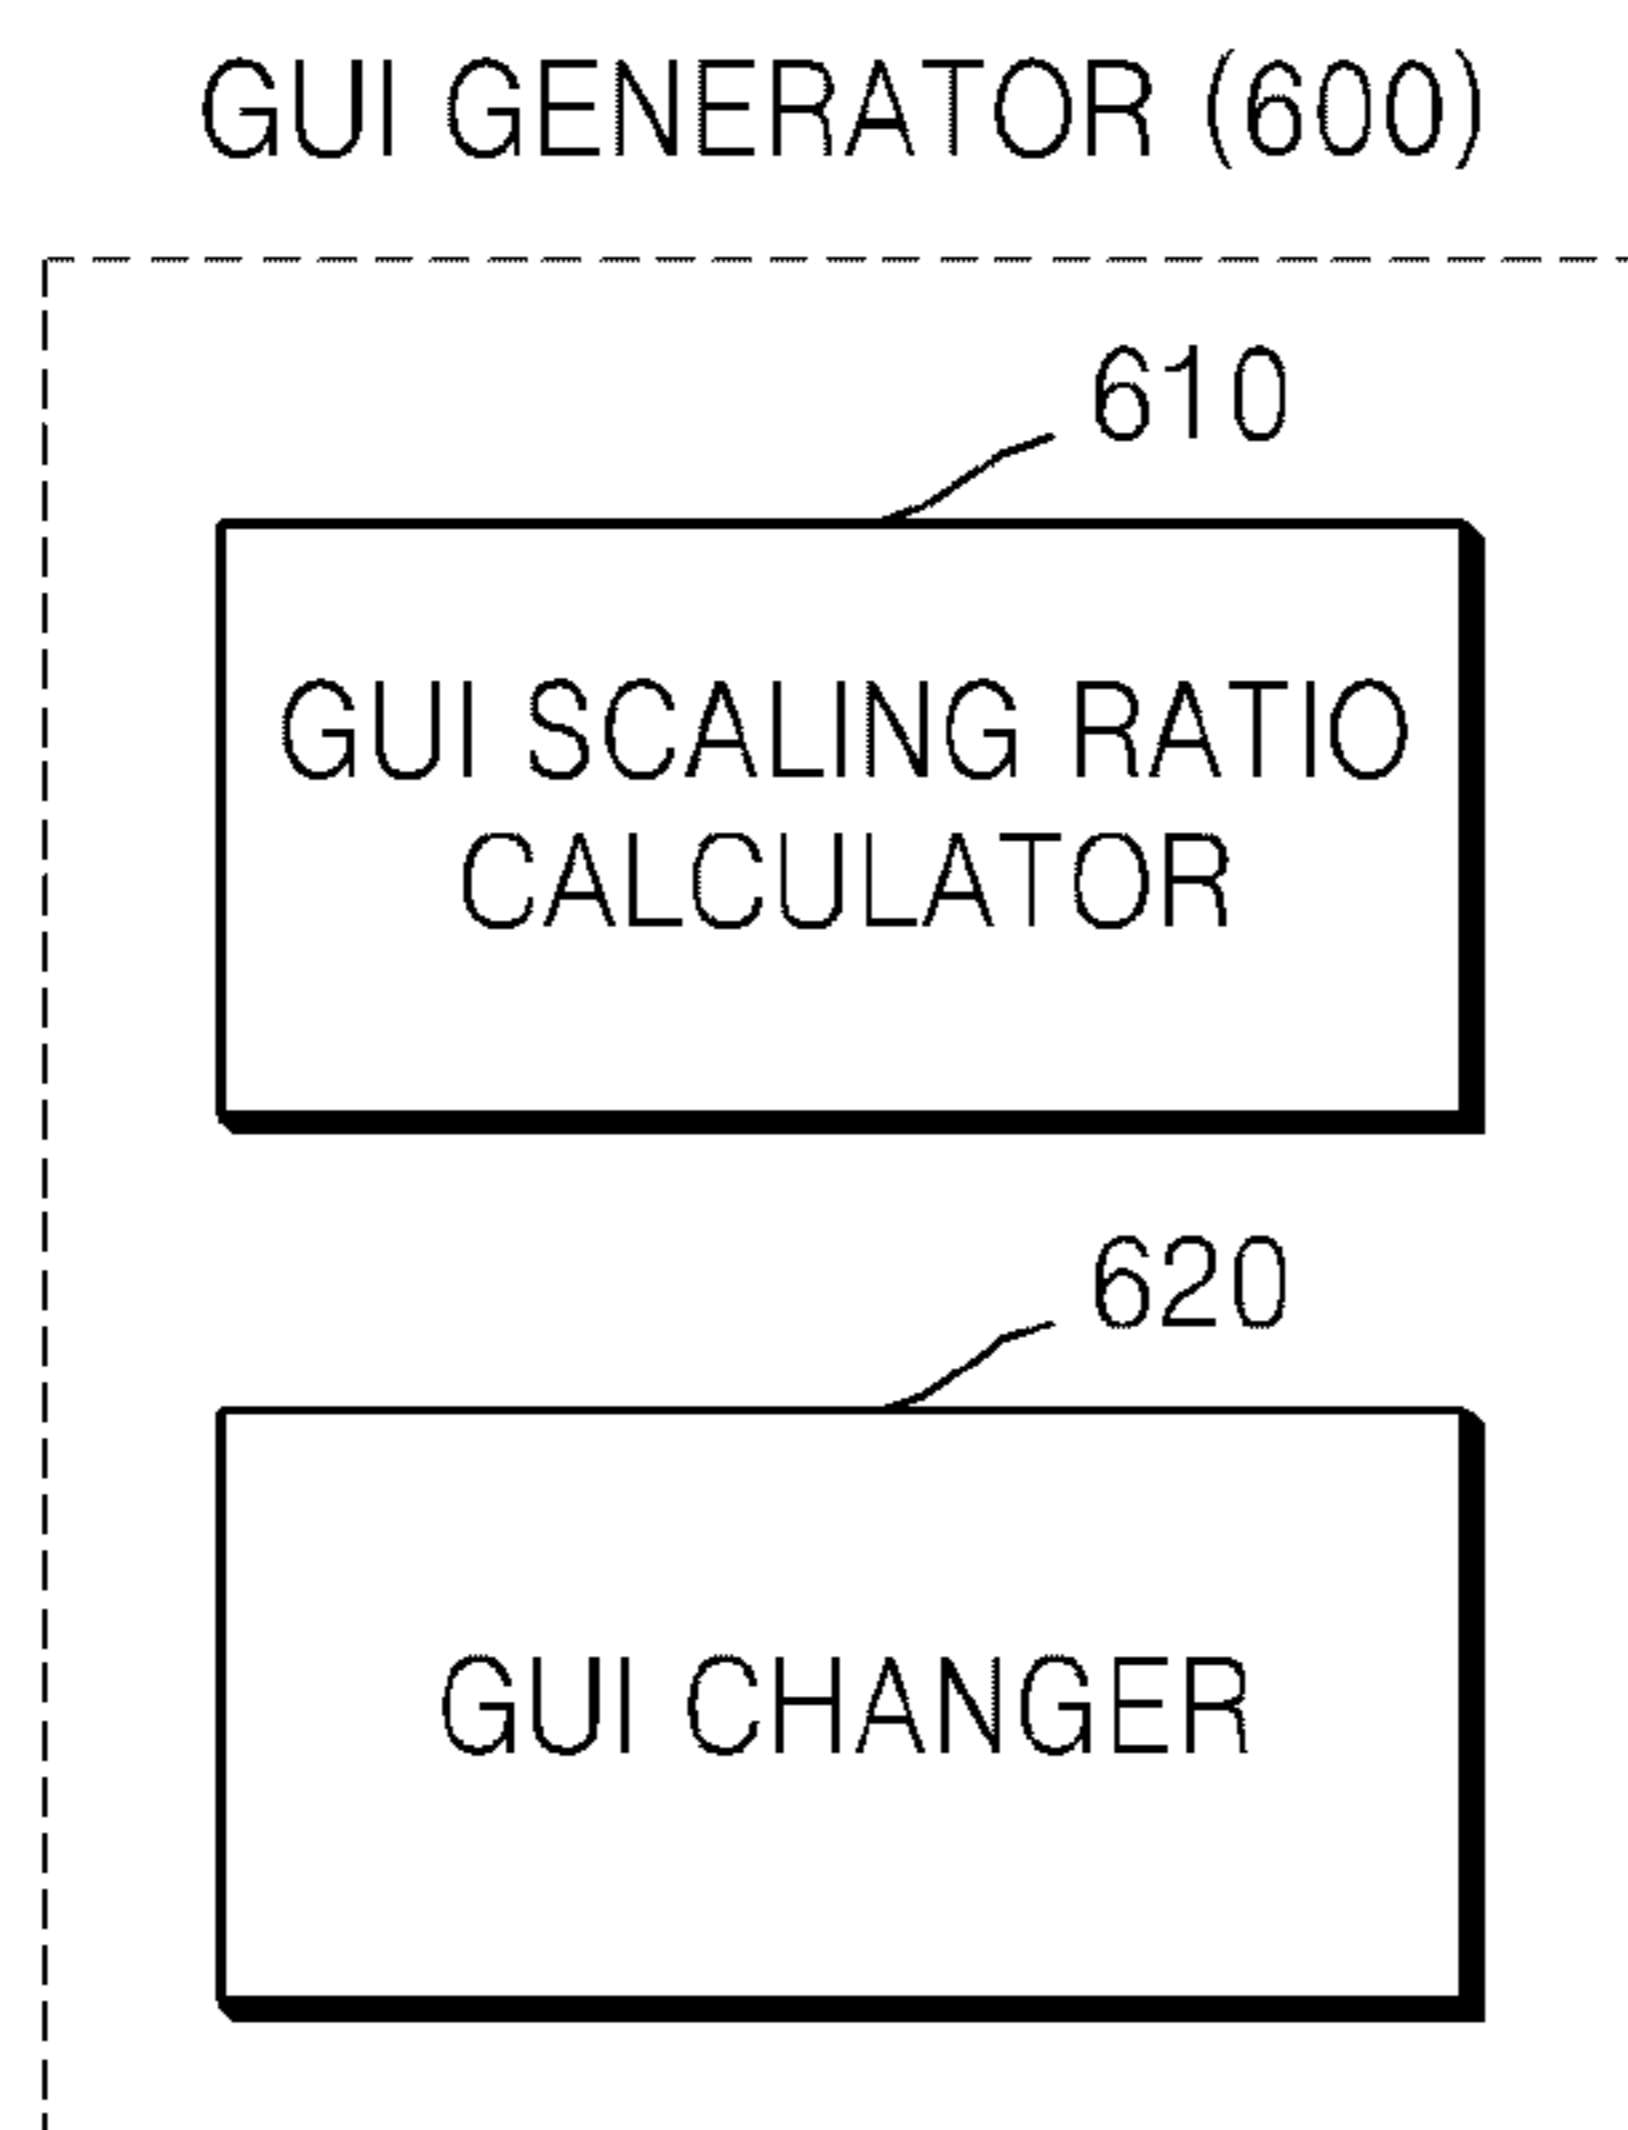 GUI GENERATOR (600)
610
GUI SCALING RATIO
CALCULATOR
620
GUI CHANGER